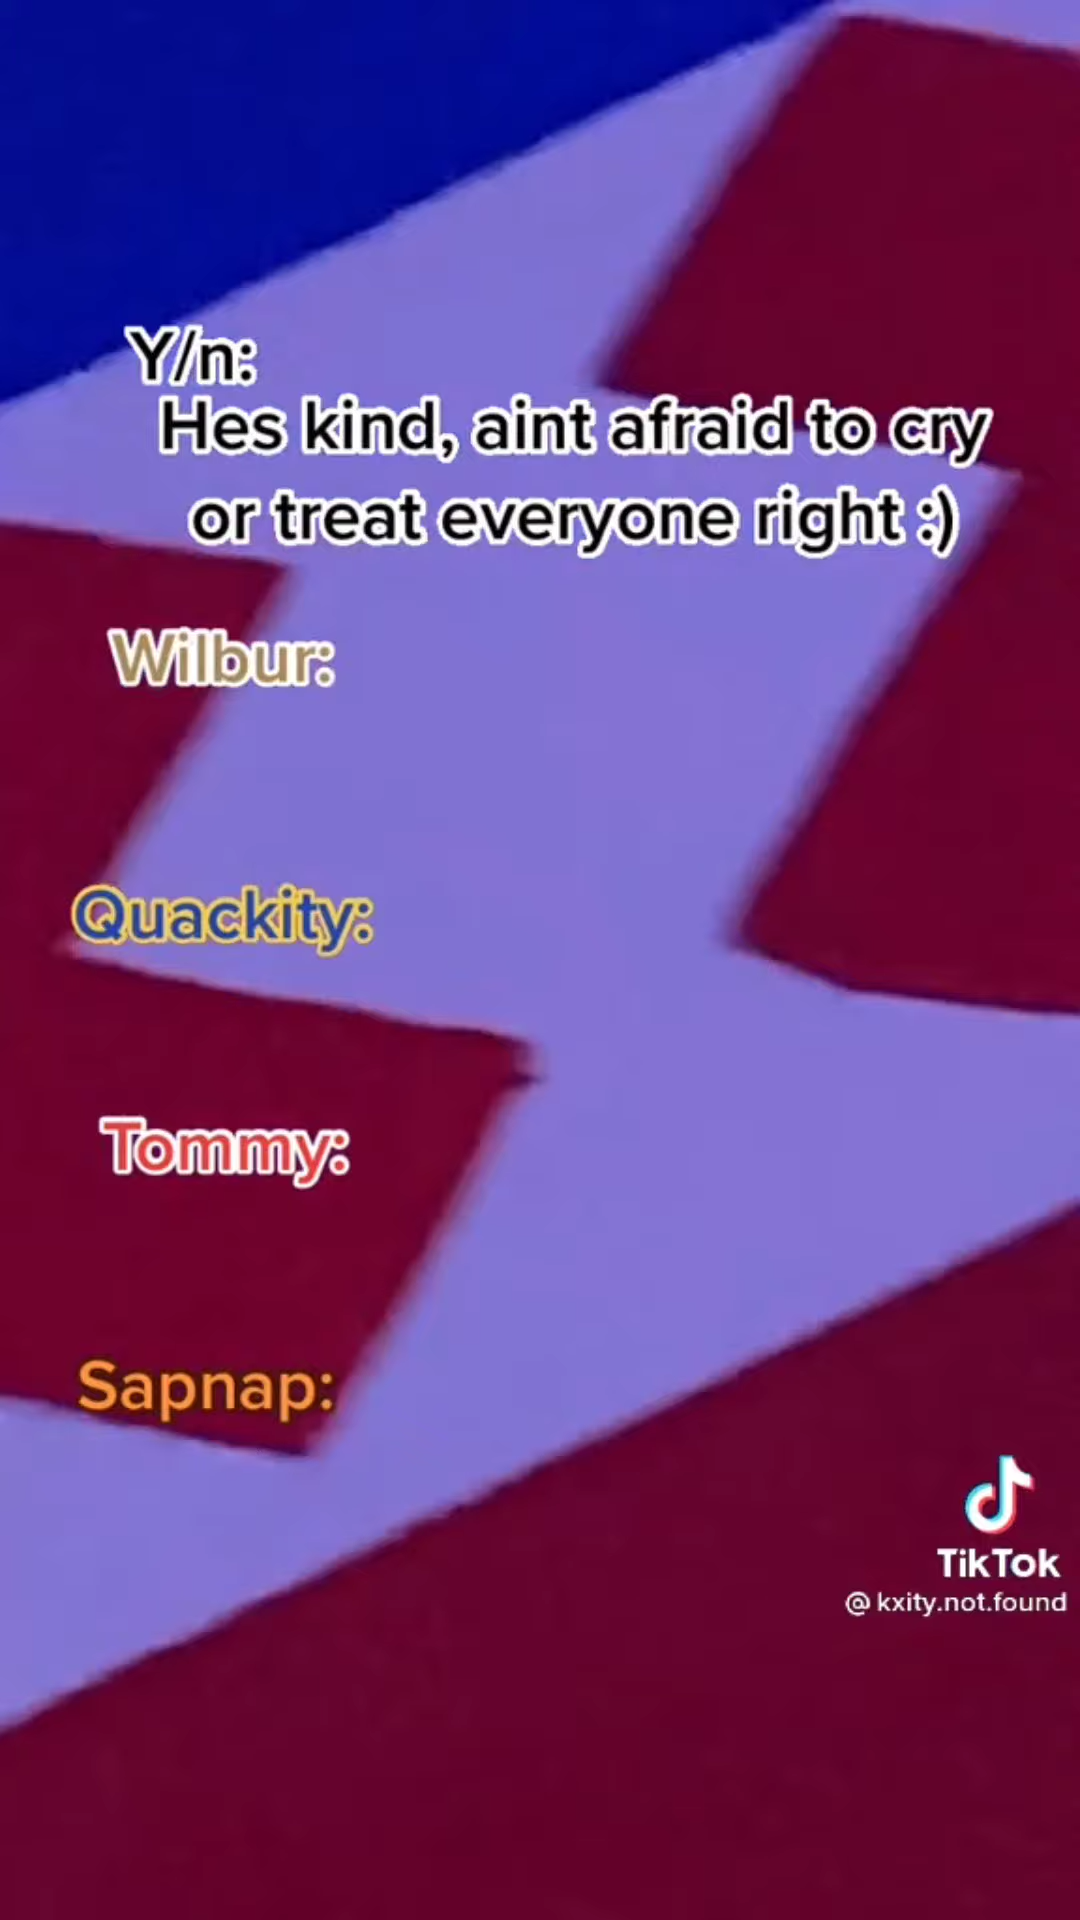 Y/n:
Hes kind, aint afraid to cry
or treat everyone right :)
Wilbur:
Quackity:
Tommy:
Sapnap:
TikTok
@ kxity.not.found